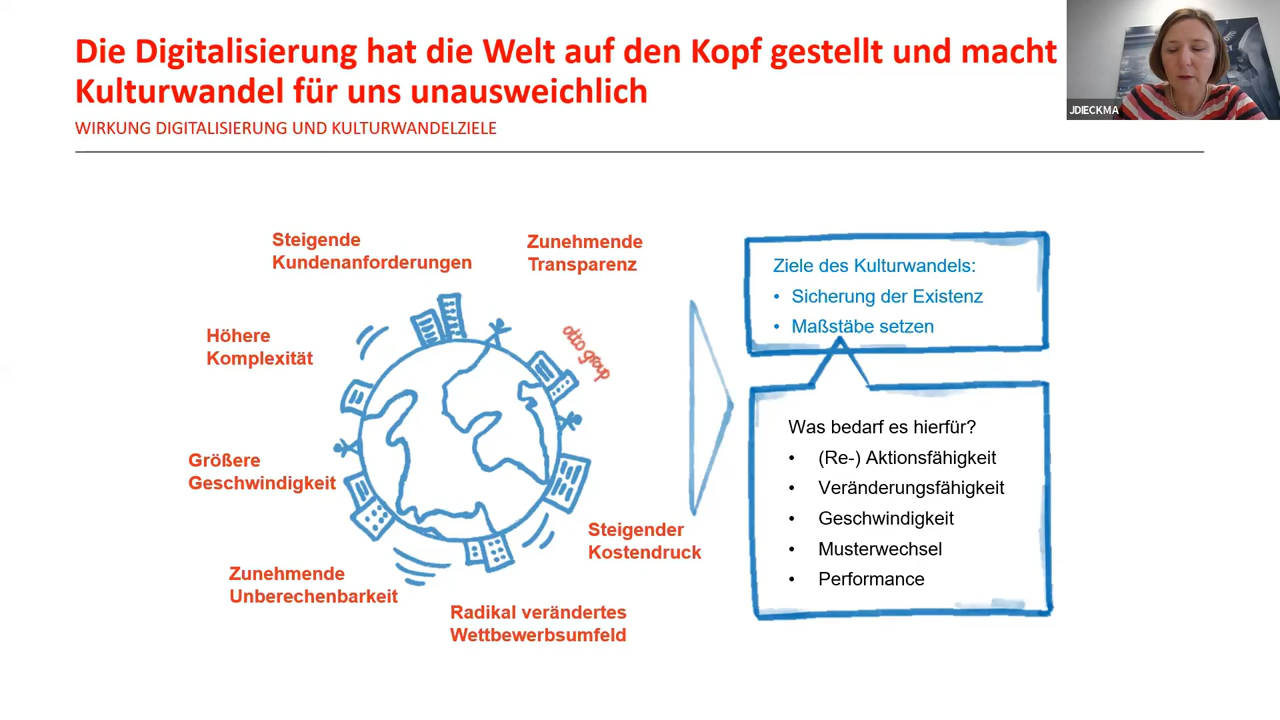 Die Digitalisierung hat die Welt auf den Kopf gestellt und macht
Kulturwandel für uns unausweichlich
WIRKUNG DIGITALISIERUNG UND KULTURWANDELZIELE
JDIECKMA
Steigende
Kundenanforderungen
Zunehmende
Transparenz
Höhere
Komplexität
otto group
Größere
Geschwindigkeit
Steigender
Kostendruck
Zunehmende
Unberechenbarkeit
Radikal verändertes
Wettbewerbsumfeld
Ziele des Kulturwandels:
• Sicherung der Existenz
• Maßstäbe setzen
Was bedarf es hierfür?
• (Re-) Aktionsfähigkeit
• Veränderungsfähigkeit
• Geschwindigkeit
• Musterwechsel
• Performance